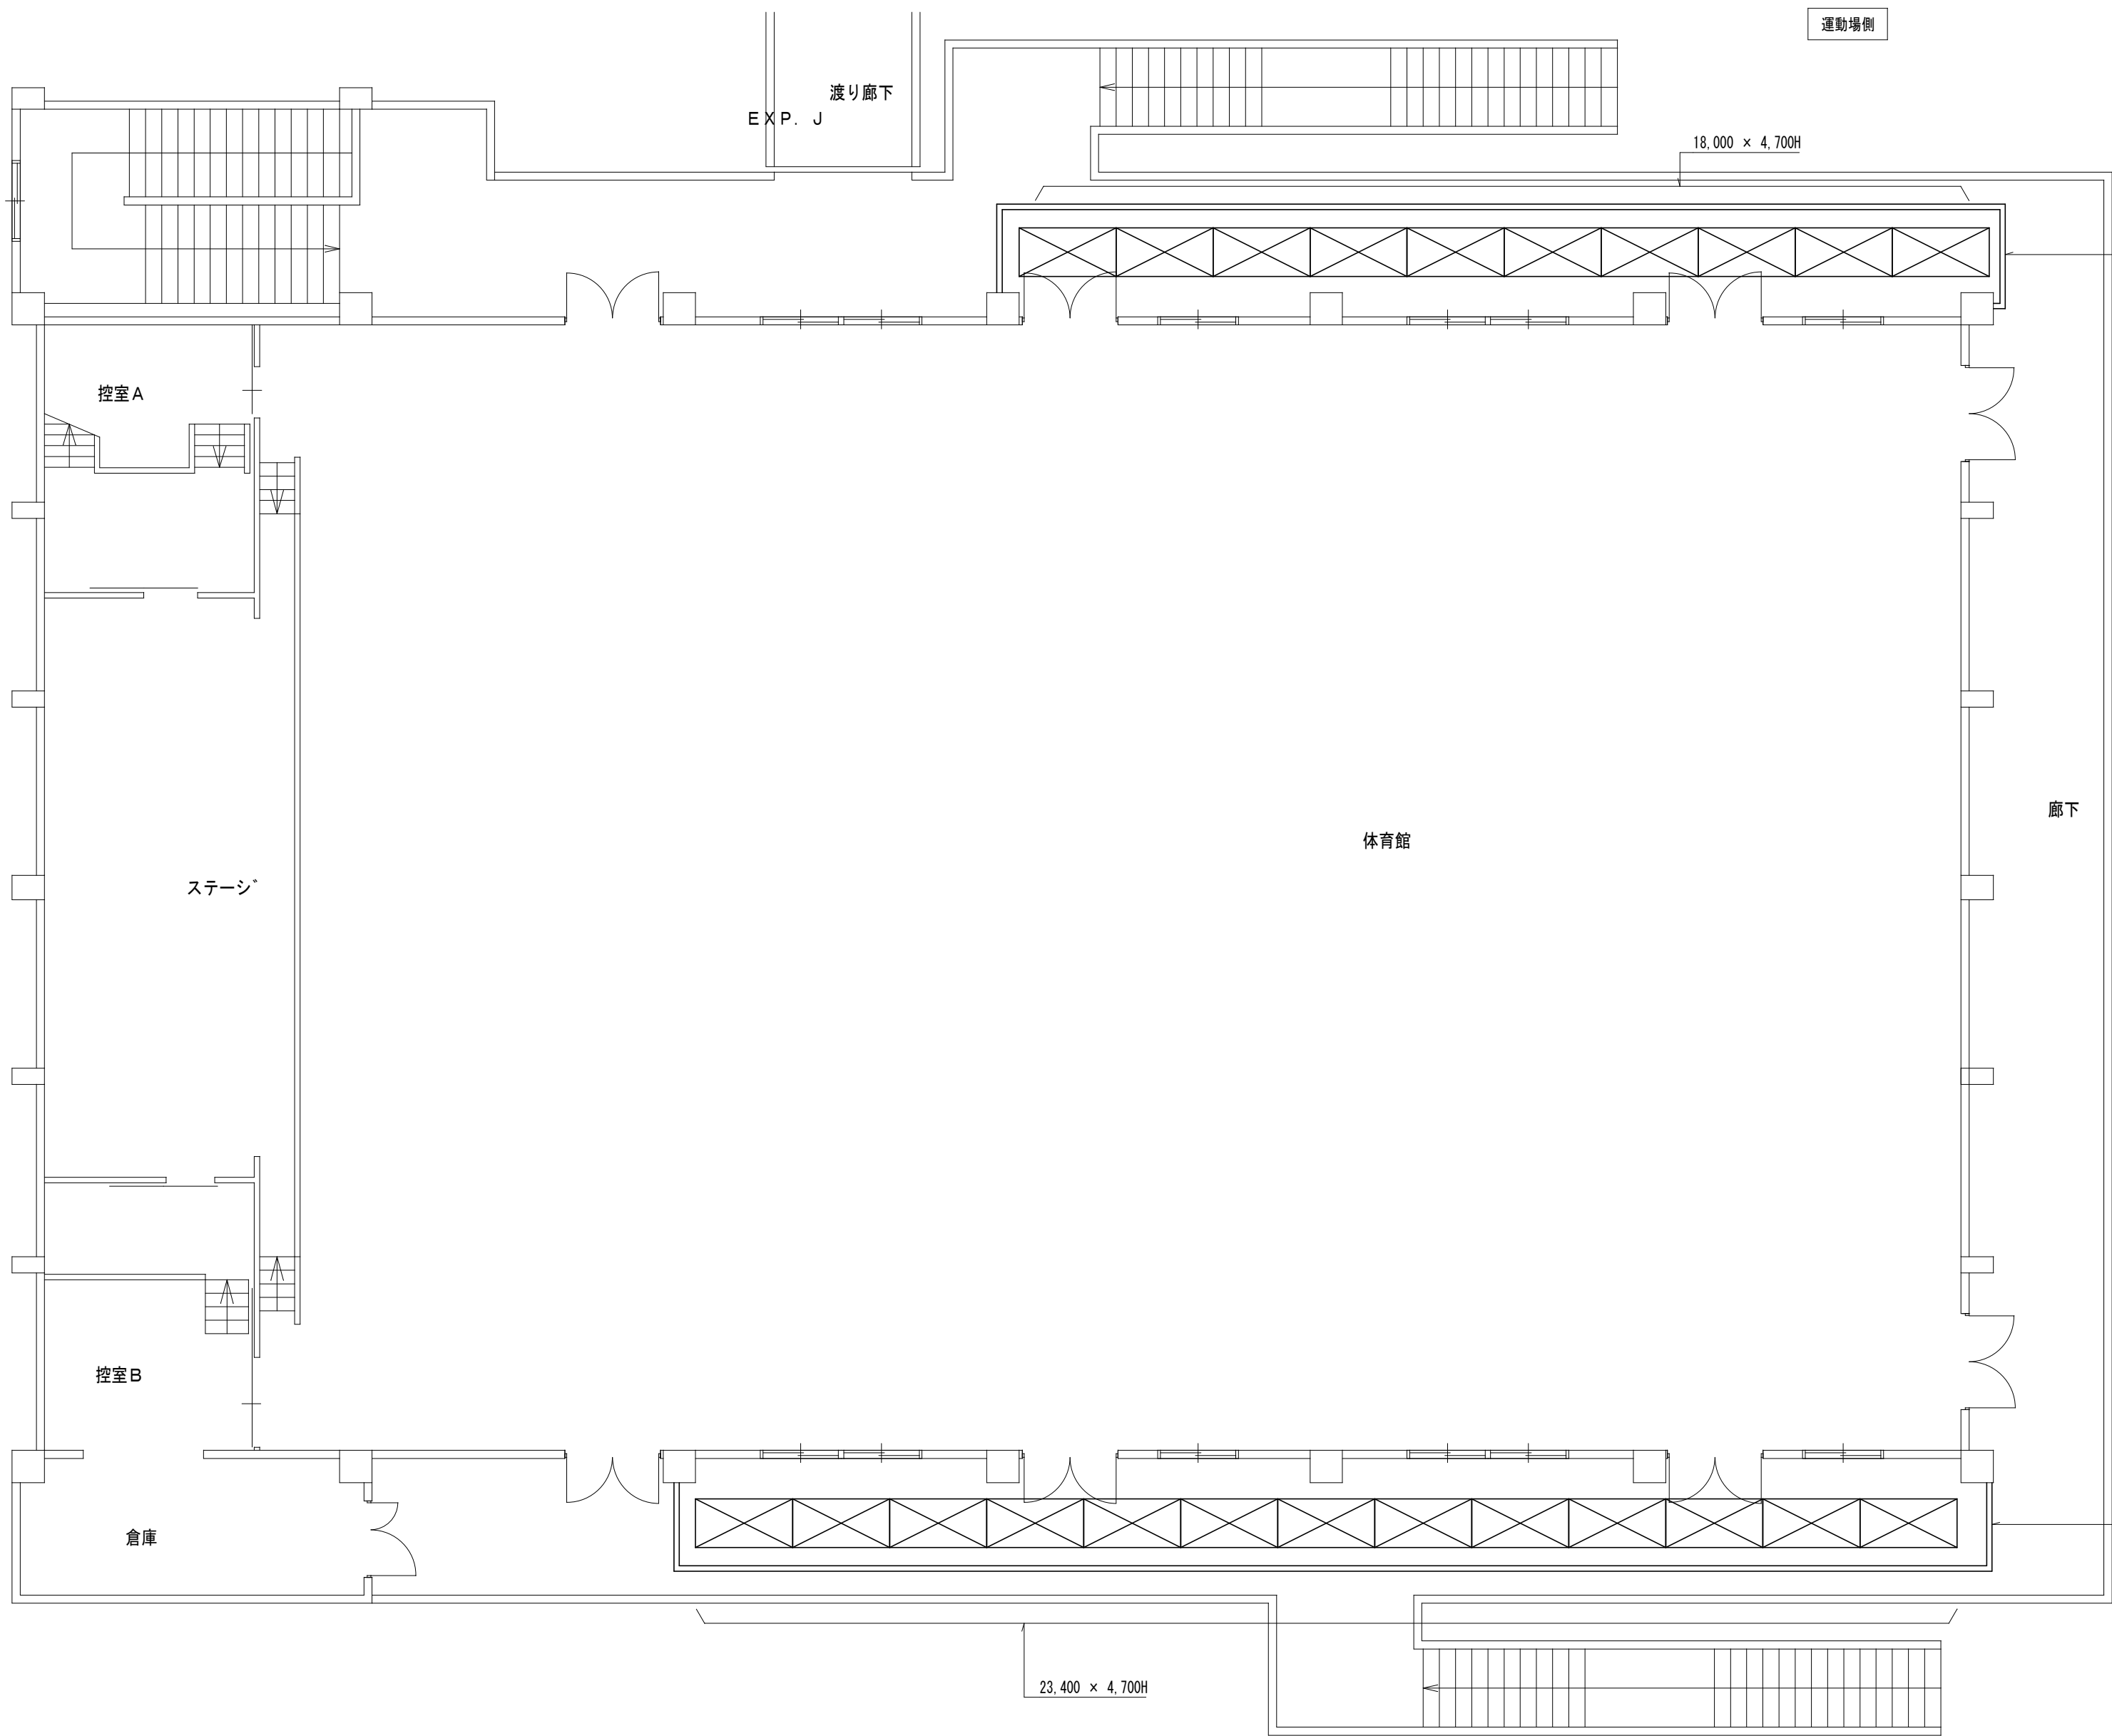 運動場側
渡り廊下
ＥＸＰ．Ｊ
18,000 × 4,700H
控室Ａ
廊下
体育館
ステージ
控室Ｂ
倉庫
23,400 × 4,700H